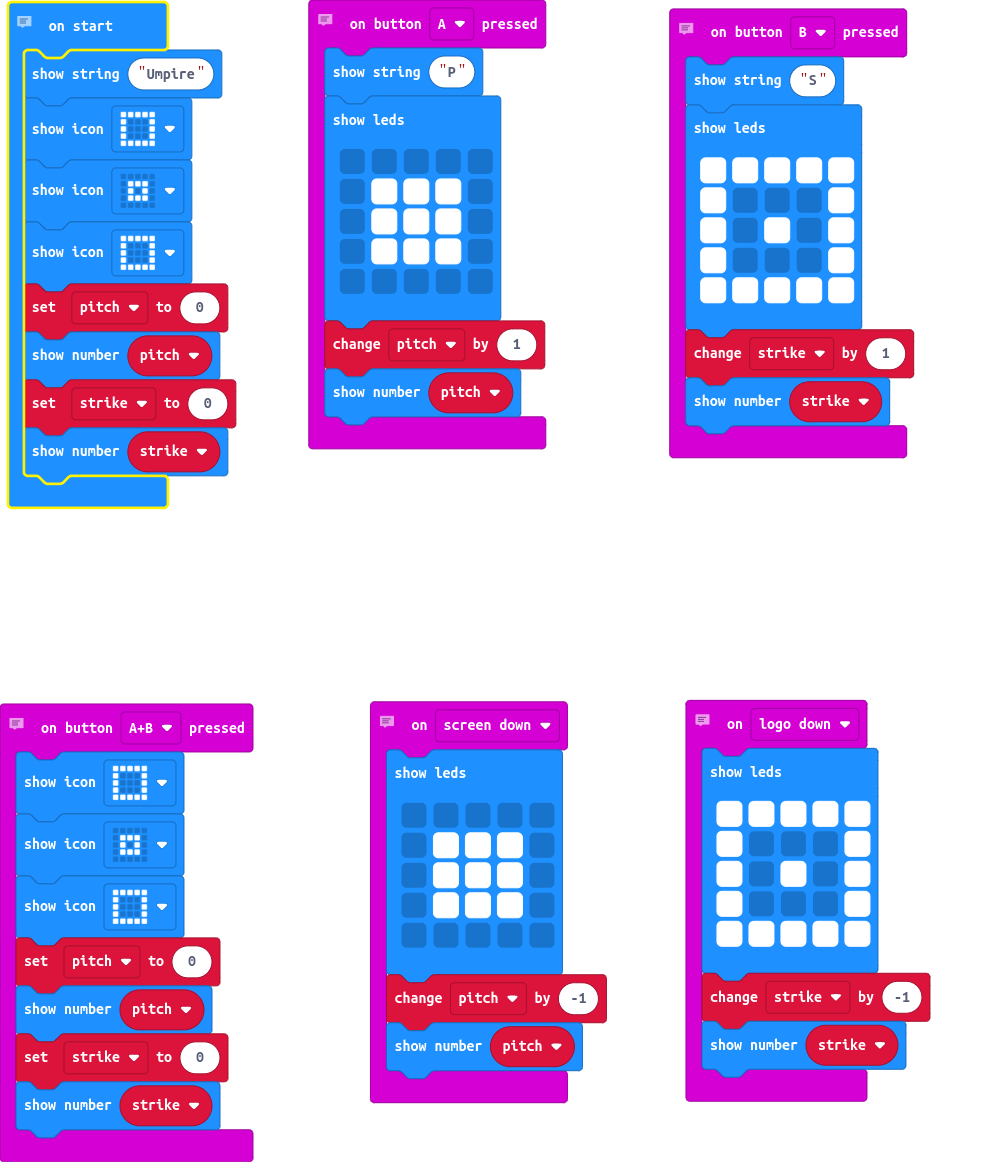 on start
show string "Umpire"
show icon
show icon
show icon
set pitch to 0
show number pitch
set strike to 0
show number strike
on button A pressed
show string "P"
show leds
change pitch by 1
show number pitch
on button B pressed
show string "S"
show leds
change strike by 1
show number strike
on button A+B pressed
show icon
show icon
show icon
set pitch to 0
show number pitch
set strike to 0
show number strike
on screen down
show leds
change pitch by -1
show number pitch
on logo down
show leds
change strike by -1
show number strike